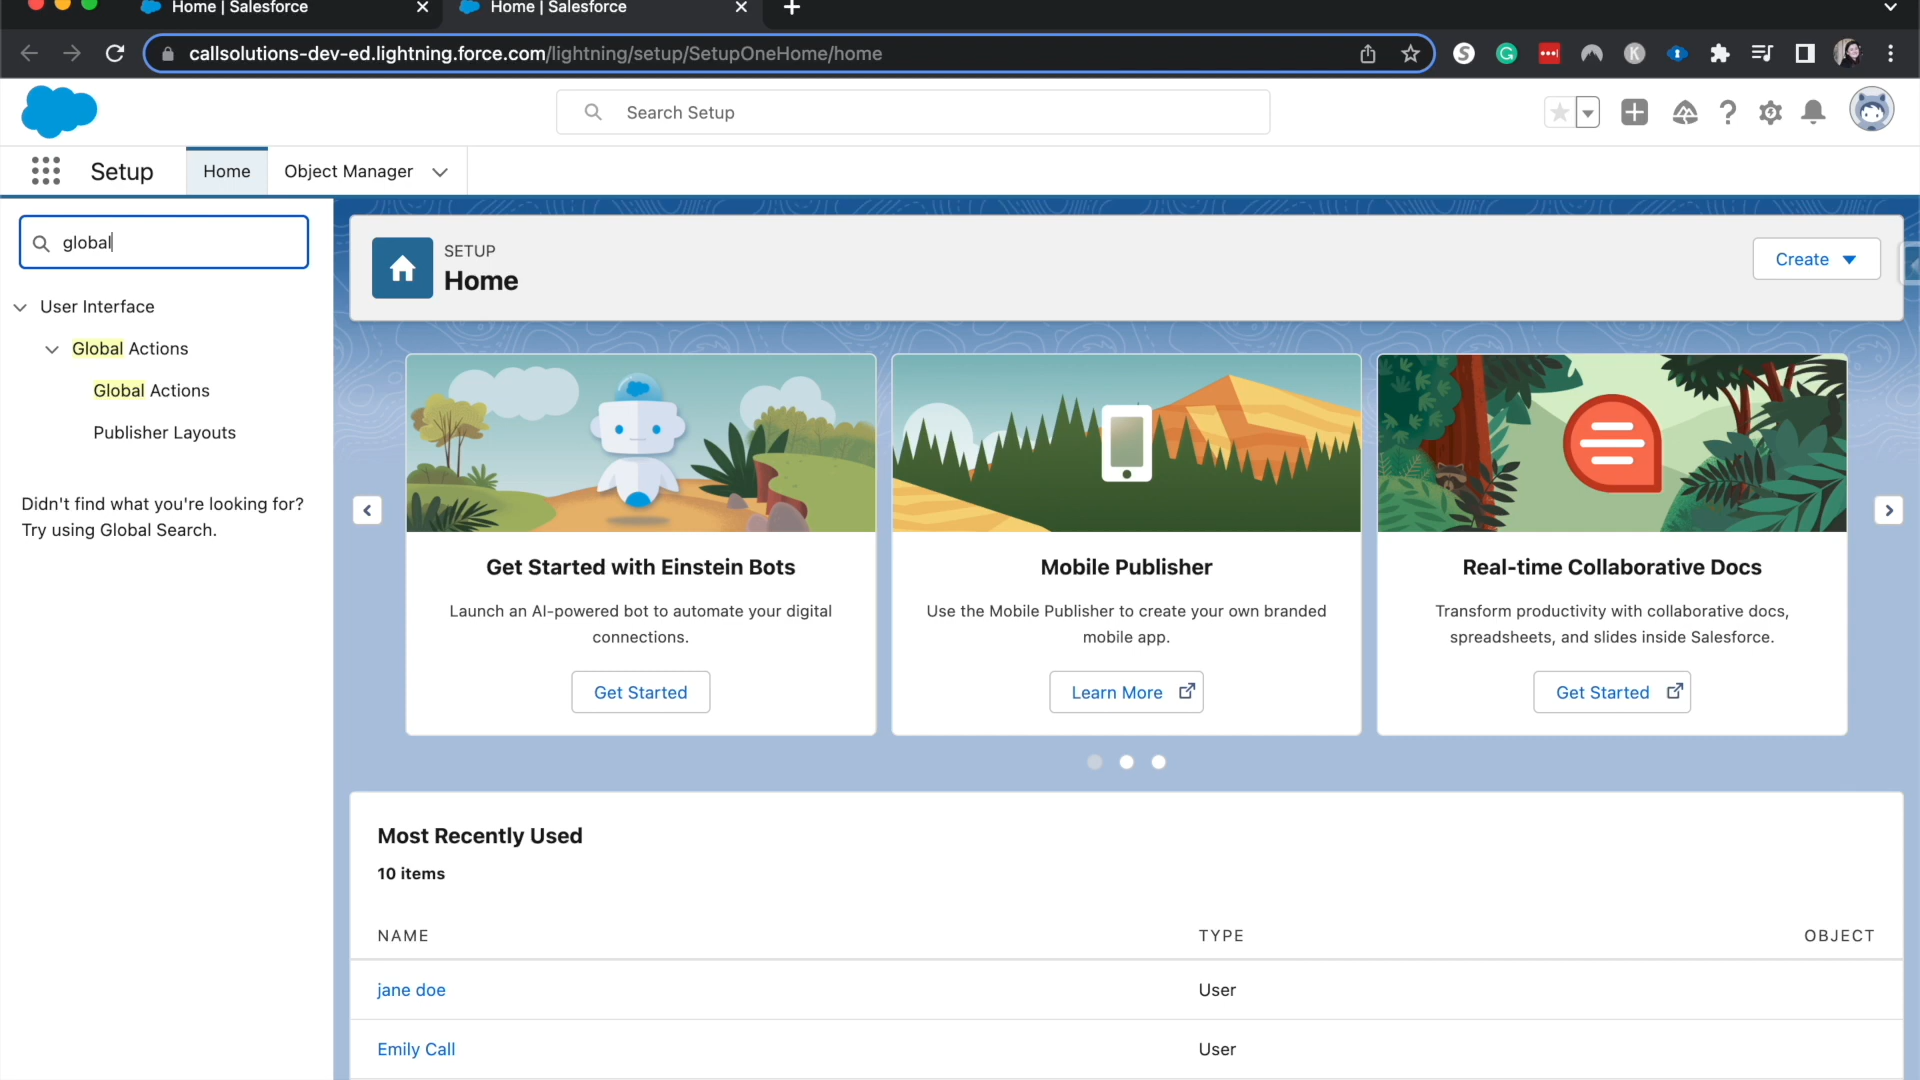 Home | Salesforce
Home | Salesforce
callsolutions-dev-ed.lightning.force.com/lightning/setup/SetupOneHome/home
S
G
K
Search Setup
Setup
Home
Object Manager
global
User Interface
Global Actions
Global Actions
Publisher Layouts
Didn't find what you're looking for?
Try using Global Search.
SETUP
Home
Create
Get Started with Einstein Bots
Launch an AI-powered bot to automate your digital
connections.
Get Started
Mobile Publisher
Use the Mobile Publisher to create your own branded
mobile app.
Learn More
Real-time Collaborative Docs
Transform productivity with collaborative docs,
spreadsheets, and slides inside Salesforce.
Get Started
Most Recently Used
10 items
NAME TYPE OBJECT
jane doe User
Emily Call User